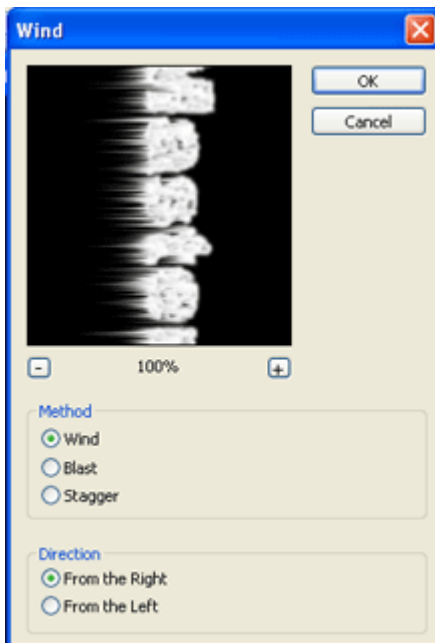 Wind
OK
Cancel
- 100% +
Method
Wind
Blast
Stagger
Direction
From the Right
From the Left